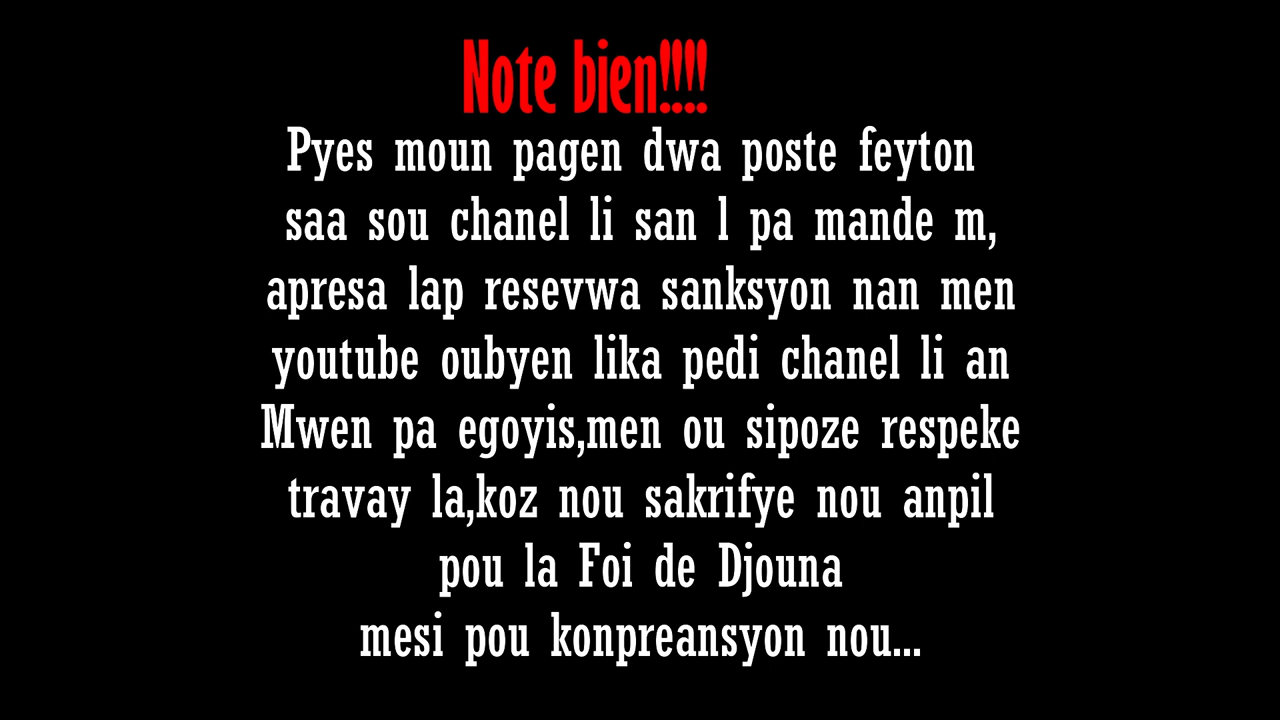 Note bien!!!!
Pyes moun pagen dwa poste feyton
saa sou chanel li san l pa mande m,
apresa lap resevwa sanksyon nan men
youtube oubyen lika pedi chanel li an
Mwen pa egoyis,men ou sipoze respeke
travay la,koz nou sakrifye nou anpil
pou la Foi de Djouna
mesi pou konpreansyon nou...